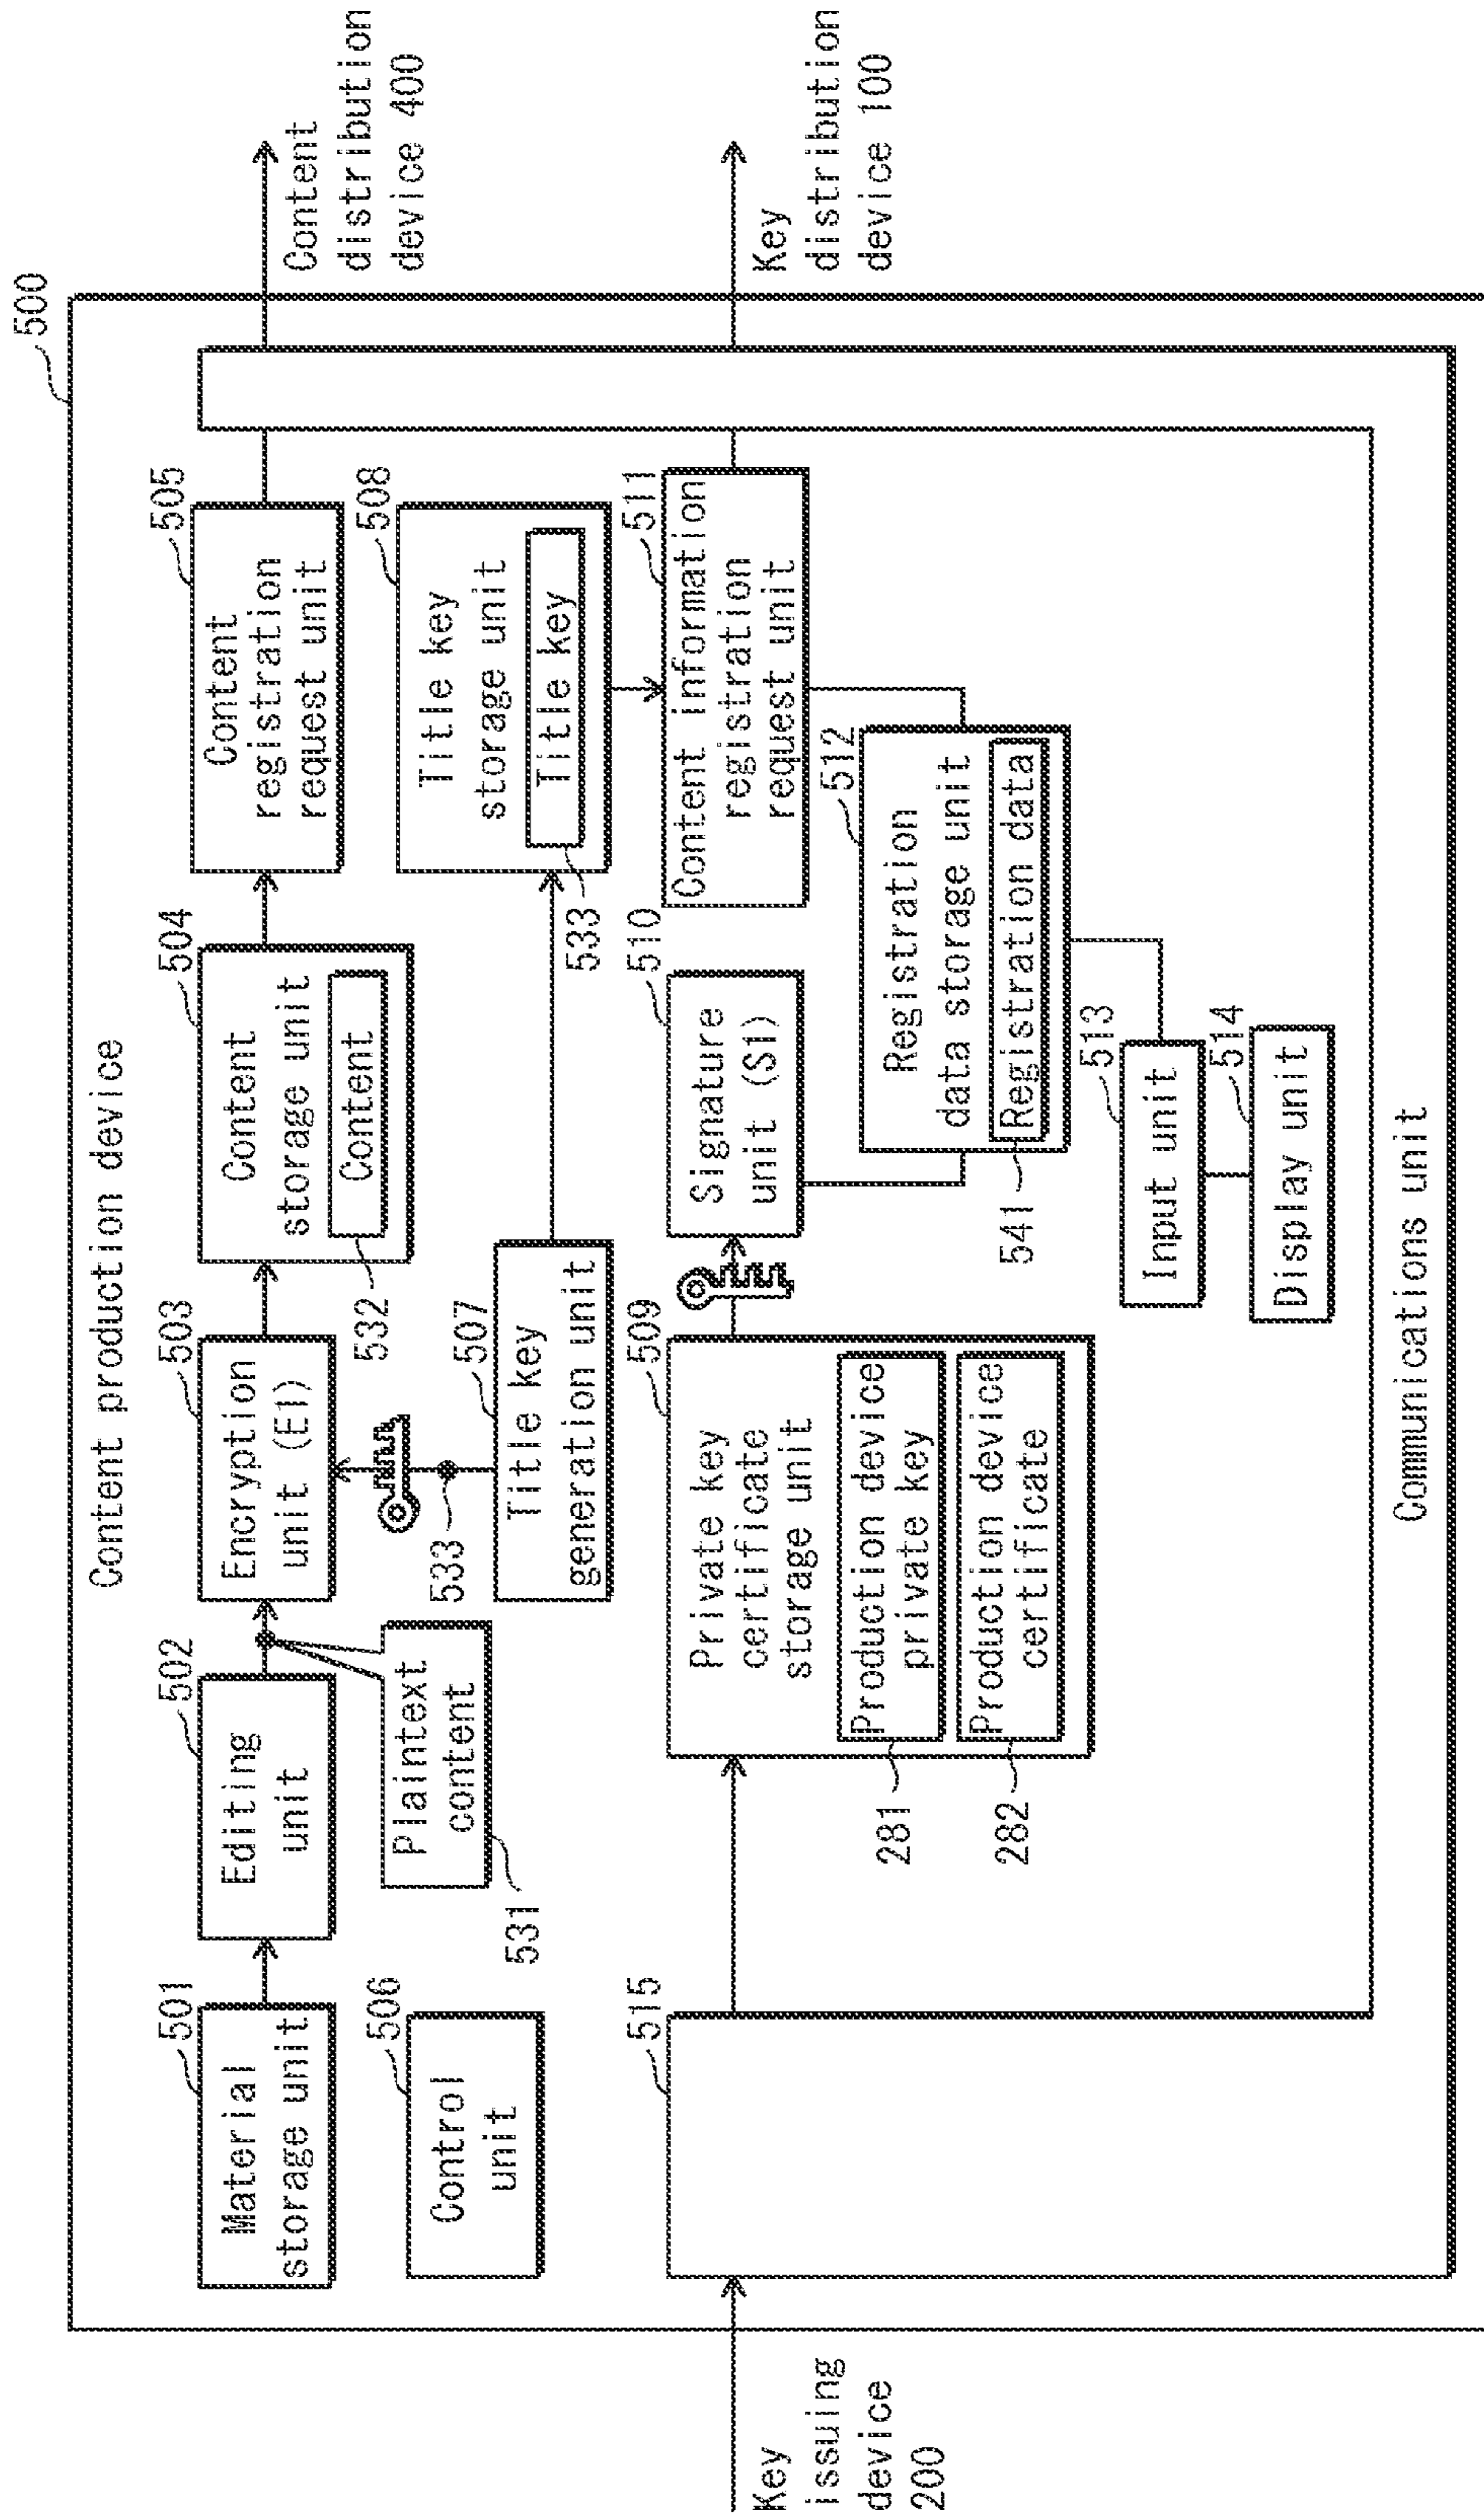 500
Content production device
501
Material
storage unit
502
Editing
unit
503
Encryption
unit (E1)
504
Content
storage unit
Content
532
505
Content
registration
request unit
Content
distribution
device 400
506
Control
unit
Plaintext
content
531
533
507
Title key
generation unit
508
Title key
storage unit
Title key
533
515
509
Private key
certificate
storage unit
Production device
private key
281
Production device
certificate
282
510
Signature
unit (S1)
511
Content information
registration
request unit
Key
distribution
device 100
512
Registration
data storage unit
Registration data
541
513
Input unit
514
Display unit
Communications unit
Key
issuing
device
200